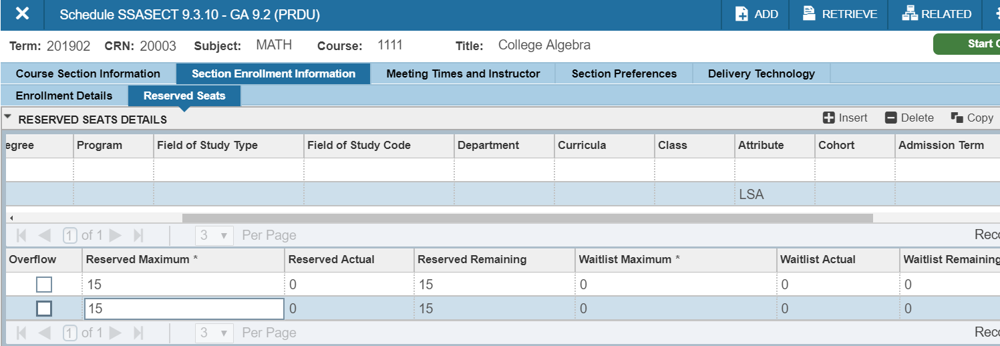 Schedule SSASECT 9.3.10 - GA 9.2 (PRDU) ADD RETRIEVE RELATED
Term: 201902 CRN: 20003 Subject: MATH Course: 1111 Title: College Algebra Start
Course Section Information Section Enrollment Information Meeting Times and Instructor Section Preferences Delivery Technology
Enrollment Details Reserved Seats
RESERVED SEATS DETAILS Insert Delete Copy
egree Program Field of Study Type Field of Study Code Department Curricula Class Attribute Cohort Admission Term
LSA
1 of 1 3 Per Page Reco
Overflow Reserved Maximum * Reserved Actual Reserved Remaining Waitlist Maximum * Waitlist Actual Waitlist Remaining
15 0 15 0 0 0
15 0 15 0 0 0
1 of 1 3 Per Page Reco